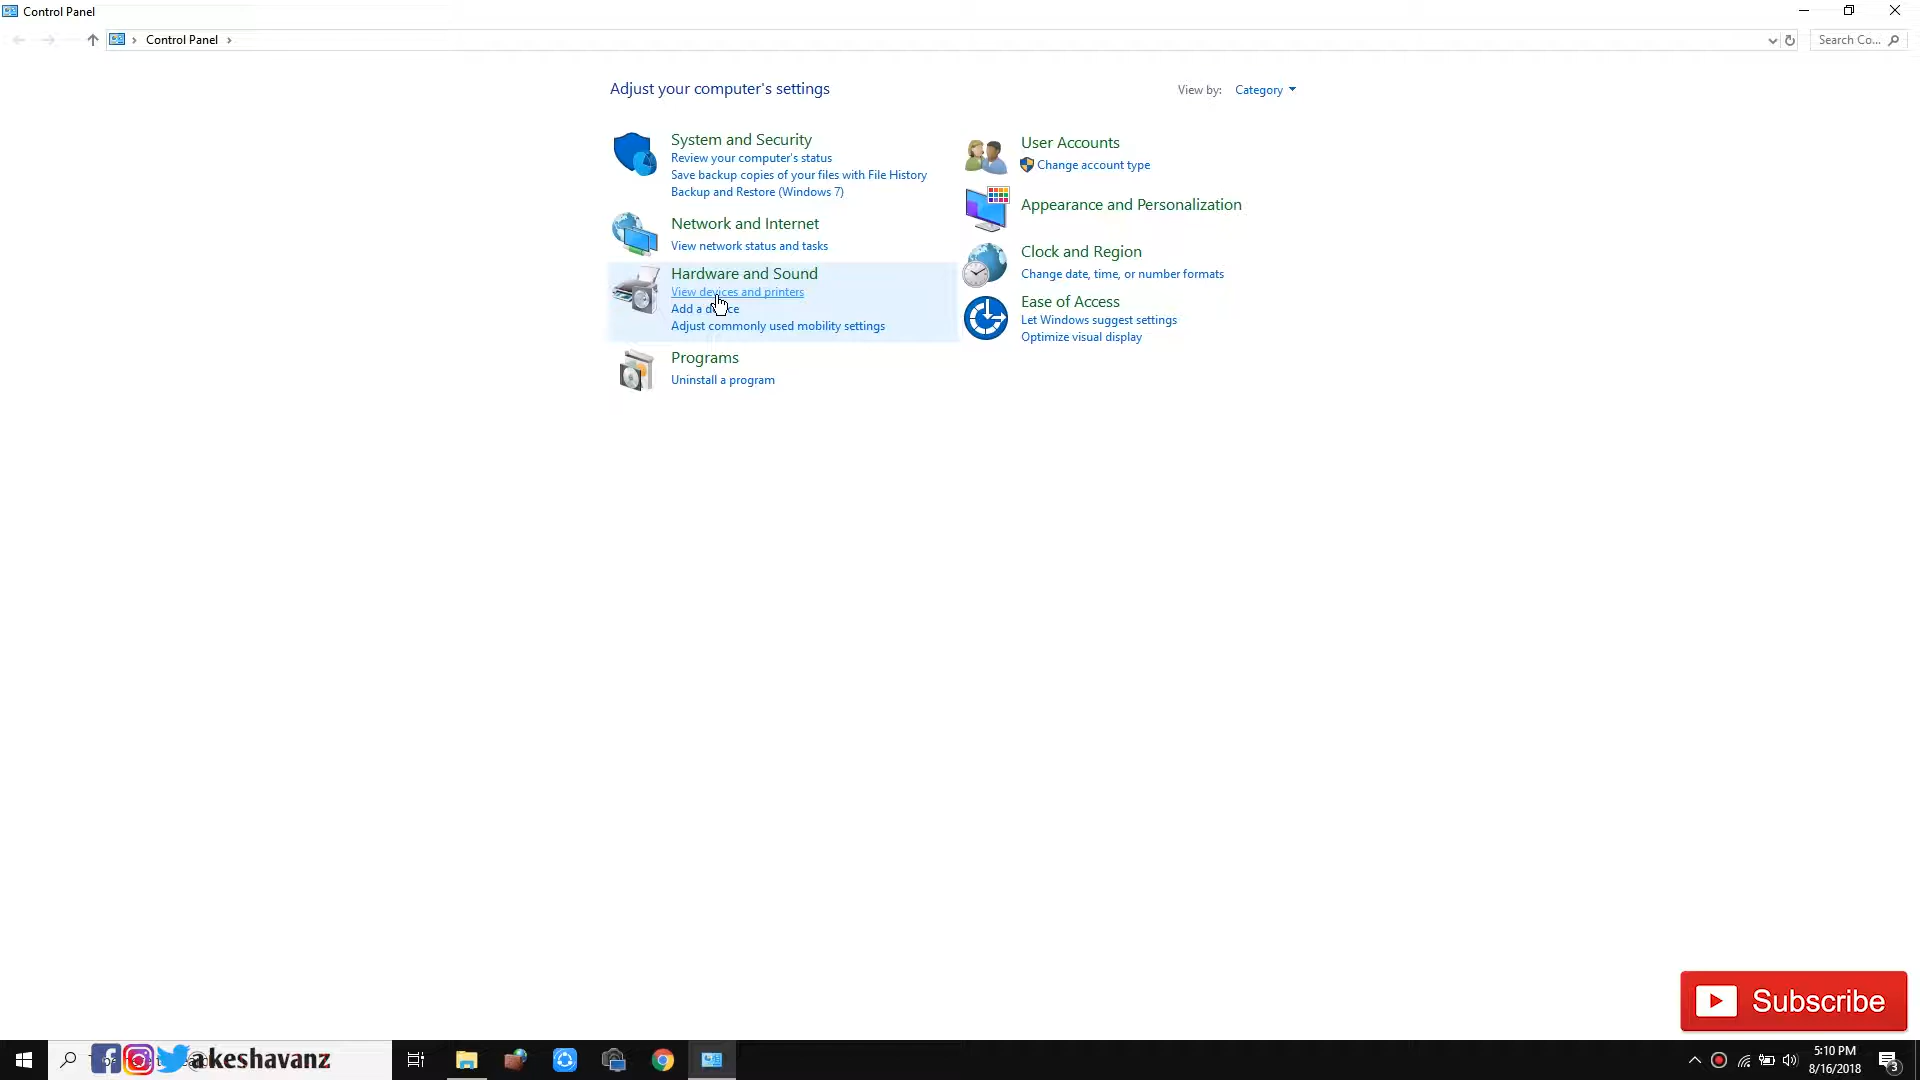 Control Panel
Control Panel
Search Co...
Adjust your computer's settings
View by: Category
System and Security
Review your computer's status
Save backup copies of your files with File History
Backup and Restore (Windows 7)
Network and Internet
View network status and tasks
Hardware and Sound
View devices and printers
Add a device
Adjust commonly used mobility settings
Programs
Uninstall a program
User Accounts
Change account type
Appearance and Personalization
Clock and Region
Change date, time, or number formats
Ease of Access
Let Windows suggest settings
Optimize visual display
Subscribe
@keshavanz
5:10 PM
8/16/2018
3